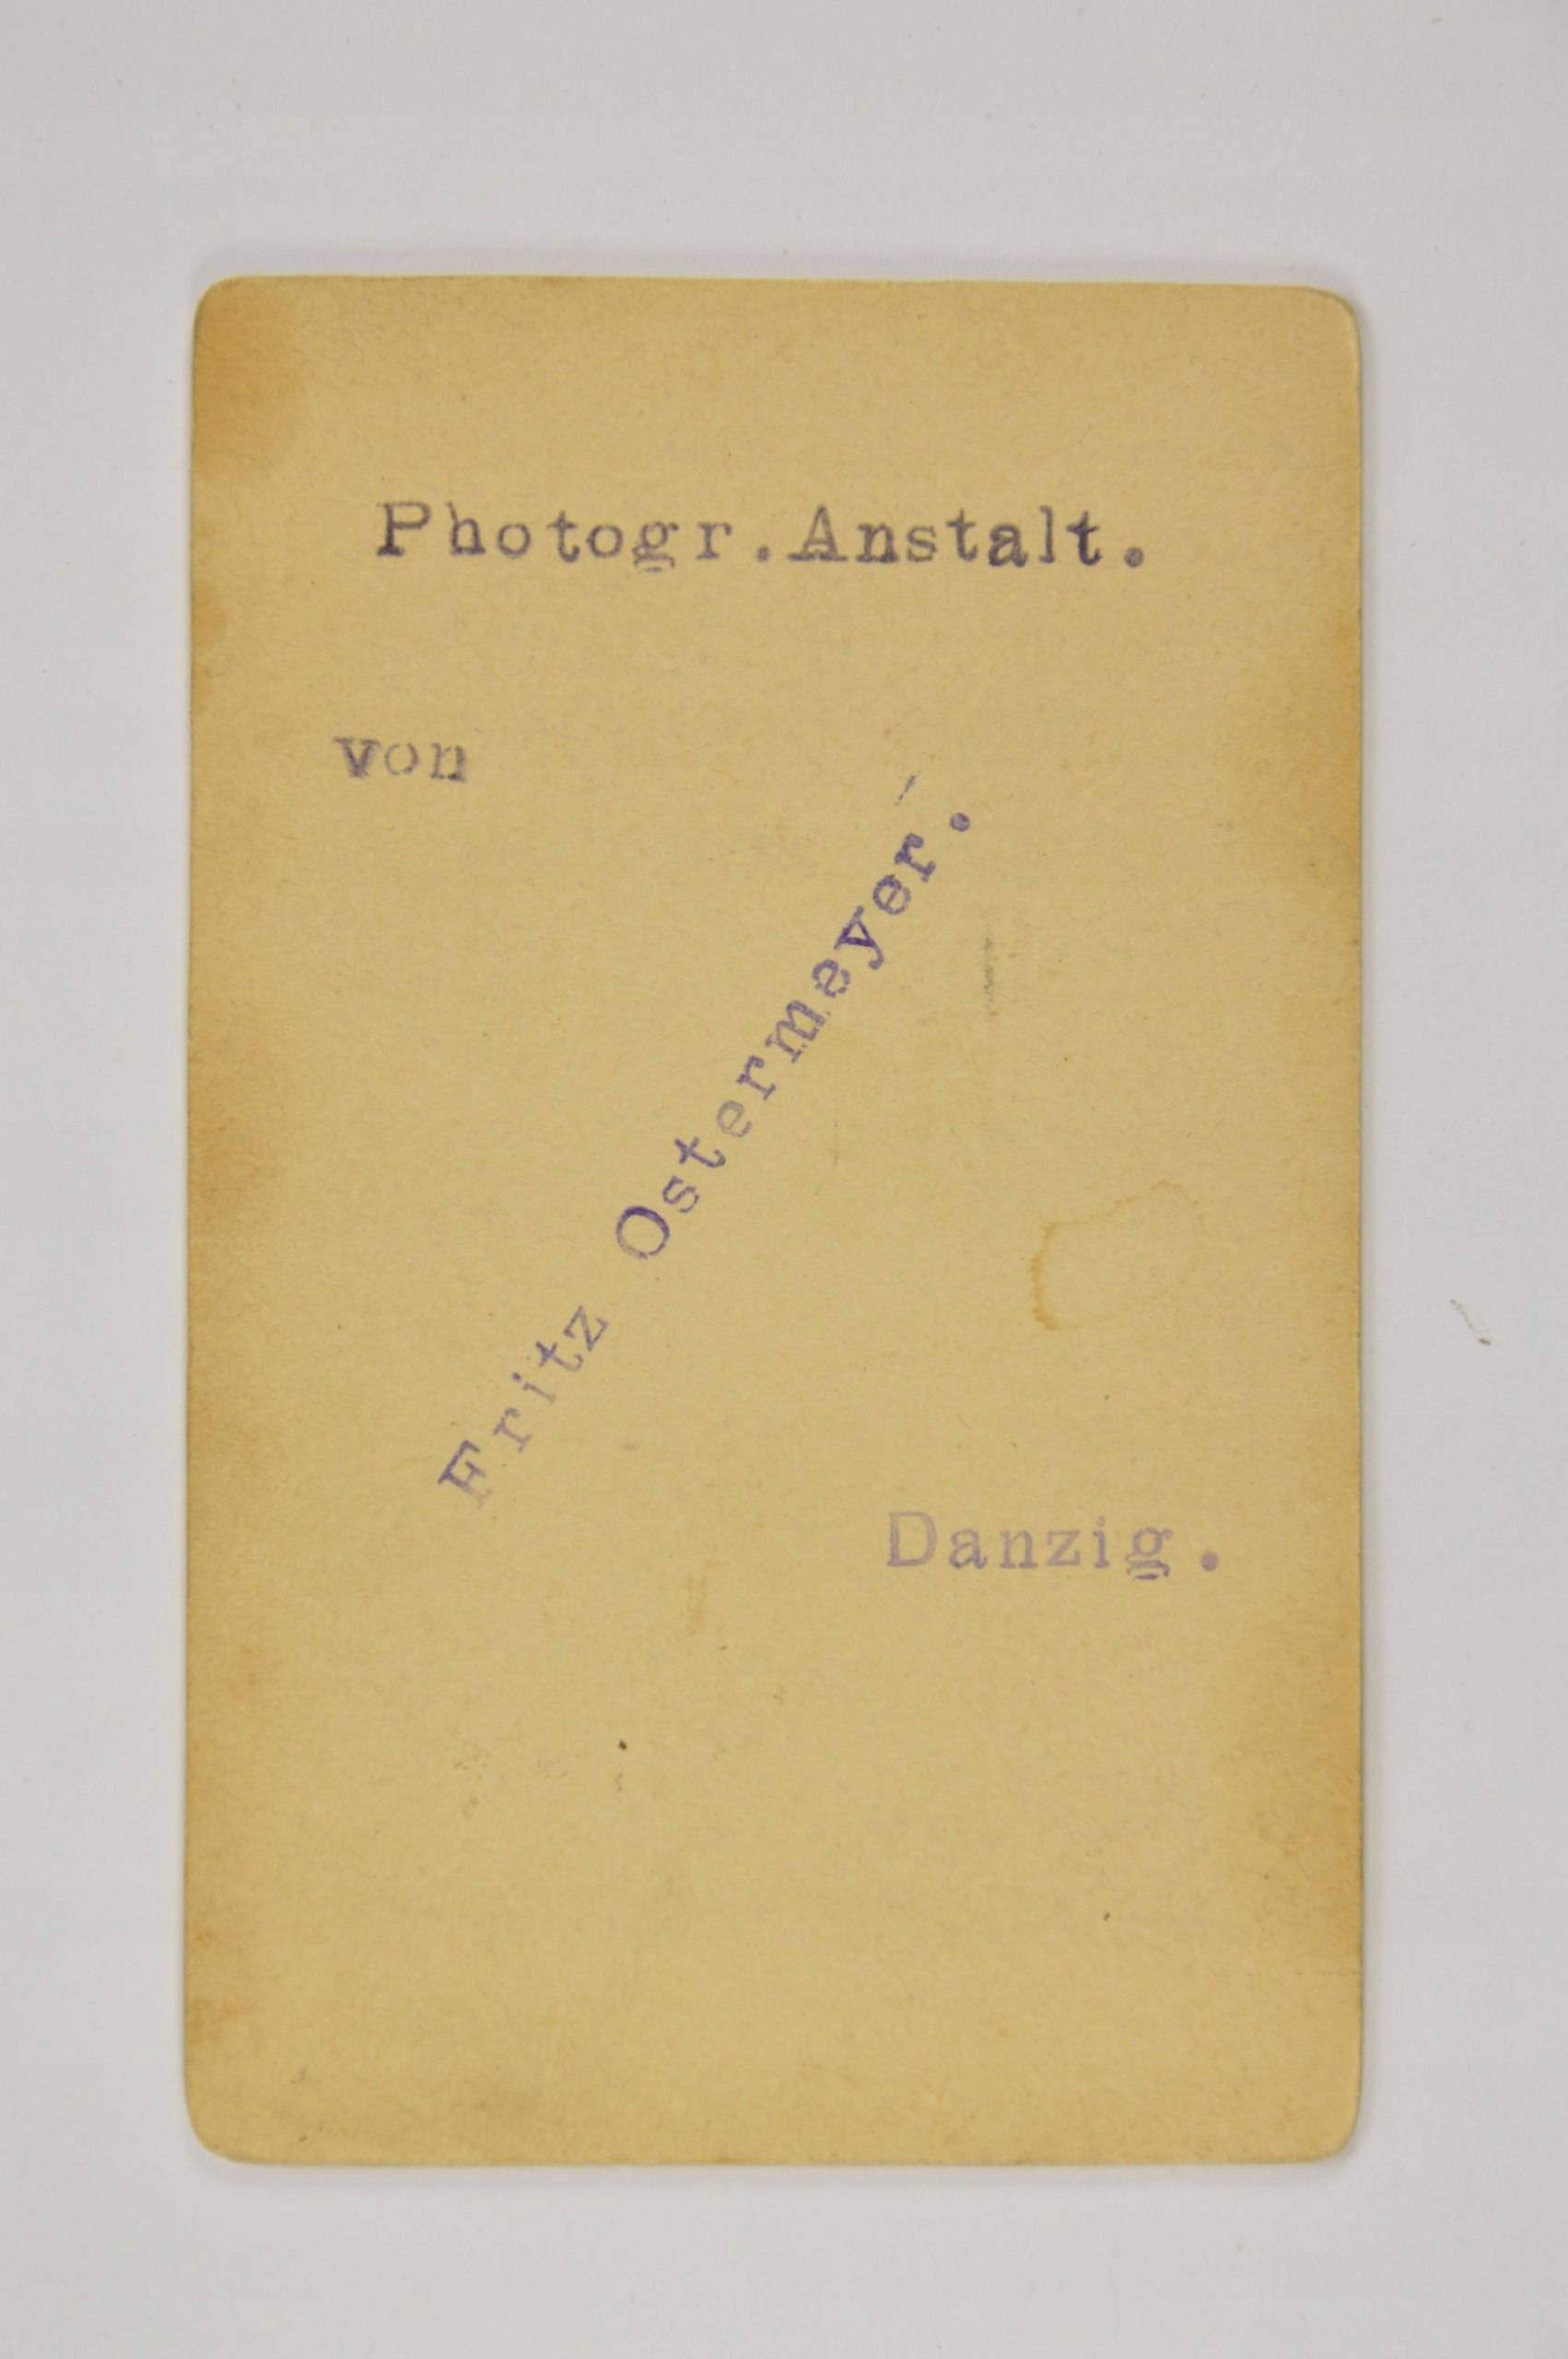 Photogr.Anstalt.
von
Fritz Ostermeyer.
Danzig.